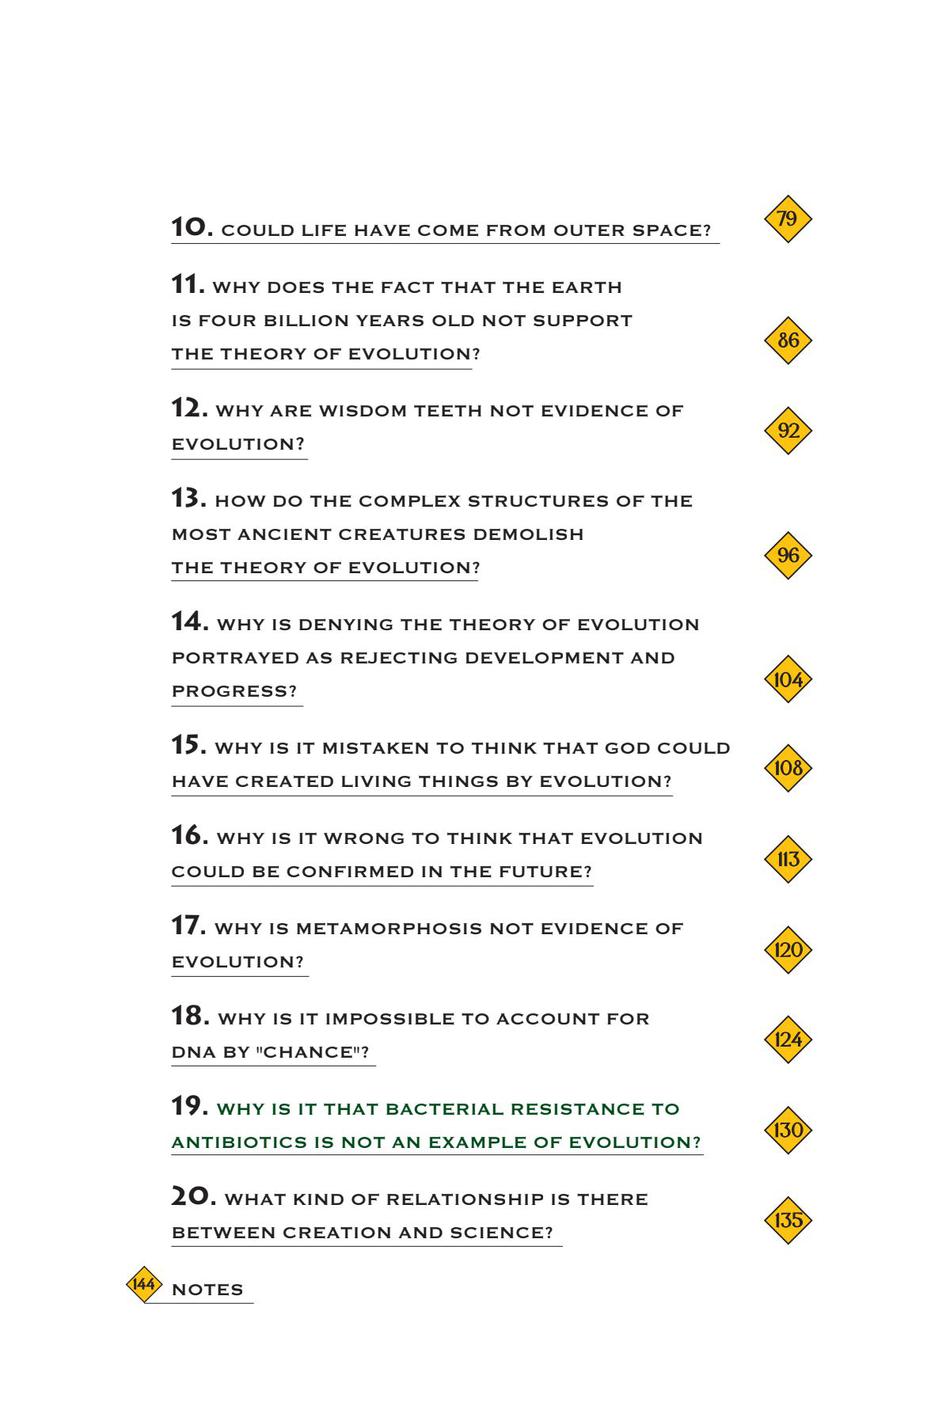 10. COULD LIFE HAVE COME FROM OUTER SPACE? 79
11. WHY DOES THE FACT THAT THE EARTH
IS FOUR BILLION YEARS OLD NOT SUPPORT
THE THEORY OF EVOLUTION? 86
12. WHY ARE WISDOM TEETH NOT EVIDENCE OF
EVOLUTION? 92
13. HOW DO THE COMPLEX STRUCTURES OF THE
MOST ANCIENT CREATURES DEMOLISH
THE THEORY OF EVOLUTION? 96
14. WHY IS DENYING THE THEORY OF EVOLUTION
PORTRAYED AS REJECTING DEVELOPMENT AND
PROGRESS? 104
15. WHY IS IT MISTAKEN TO THINK THAT GOD COULD
HAVE CREATED LIVING THINGS BY EVOLUTION? 108
16. WHY IS IT WRONG TO THINK THAT EVOLUTION
COULD BE CONFIRMED IN THE FUTURE? 113
17. WHY IS METAMORPHOSIS NOT EVIDENCE OF
EVOLUTION? 120
18. WHY IS IT IMPOSSIBLE TO ACCOUNT FOR
DNA BY "CHANCE"? 124
19. WHY IS IT THAT BACTERIAL RESISTANCE TO
ANTIBIOTICS IS NOT AN EXAMPLE OF EVOLUTION? 130
20. WHAT KIND OF RELATIONSHIP IS THERE
BETWEEN CREATION AND SCIENCE? 135
144 NOTES